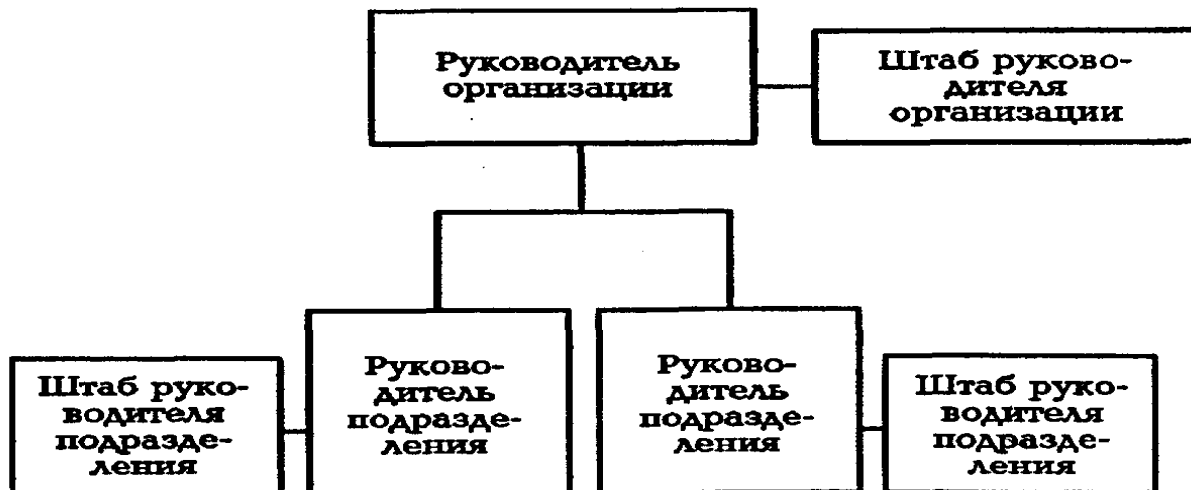 Руководитель
организации
Штаб руково-
дителя
организации
Штаб руко-
водителя
подразде-
ления
Руково-
дитель
подразде-
ления
Руково-
дитель
подразде-
ления
Штаб руко-
водителя
подразде-
ления